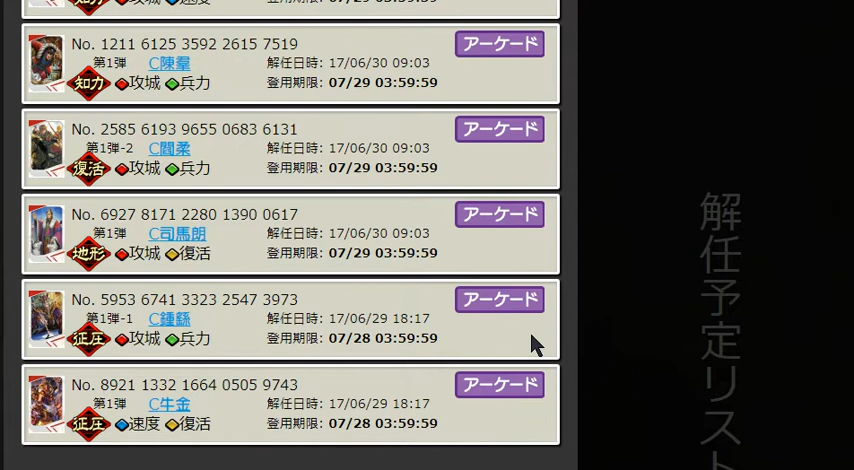 No. 1211 6125 3592 2615 7519
アーケード
第1弾 C陳羣
解任日時: 17/06/30 09:03
知力 攻城 兵力
登用期限: 07/29 03:59:59
No. 2585 6193 9655 0683 6131
アーケード
第1弾-2 C閻柔
解任日時: 17/06/30 09:03
復活 攻城 兵力
登用期限: 07/29 03:59:59
No. 6927 8171 2280 1390 0617
アーケード
第1弾 C司馬朗
解任日時: 17/06/30 09:03
地形 攻城 復活
登用期限: 07/29 03:59:59
No. 5953 6741 3323 2547 3973
アーケード
第1弾-1 C鍾繇
解任日時: 17/06/29 18:17
征圧 攻城 兵力
登用期限: 07/28 03:59:59
No. 8921 1332 1664 0505 9743
アーケード
第1弾 C牛金
解任日時: 17/06/29 18:17
征圧 速度 復活
登用期限: 07/28 03:59:59
解任予定リスト